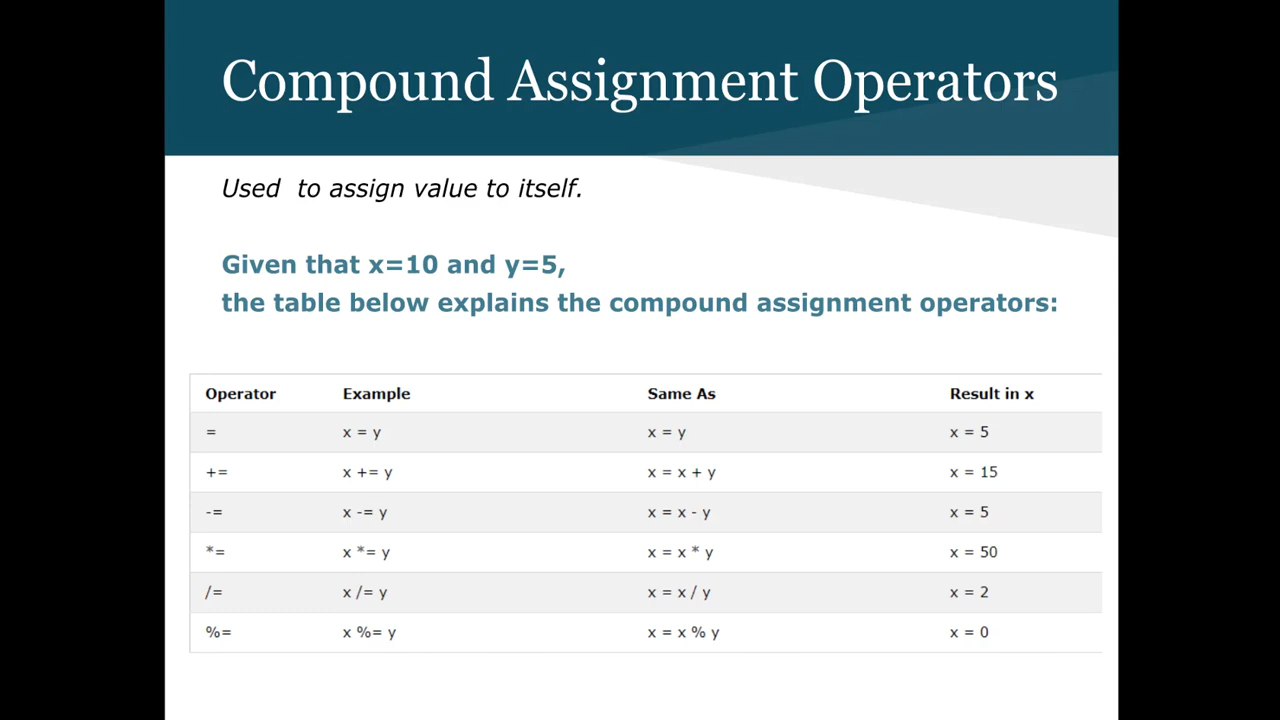 Compound Assignment Operators
Used to assign value to itself.
Given that x=10 and y=5,
the table below explains the compound assignment operators:
Operator Example Same As Result in x
= x = y x = y x = 5
+= x += y x = x + y x = 15
-= x -= y x = x - y x = 5
*= x *= y x = x * y x = 50
/= x /= y x = x / y x = 2
%= x %= y x = x % y x = 0